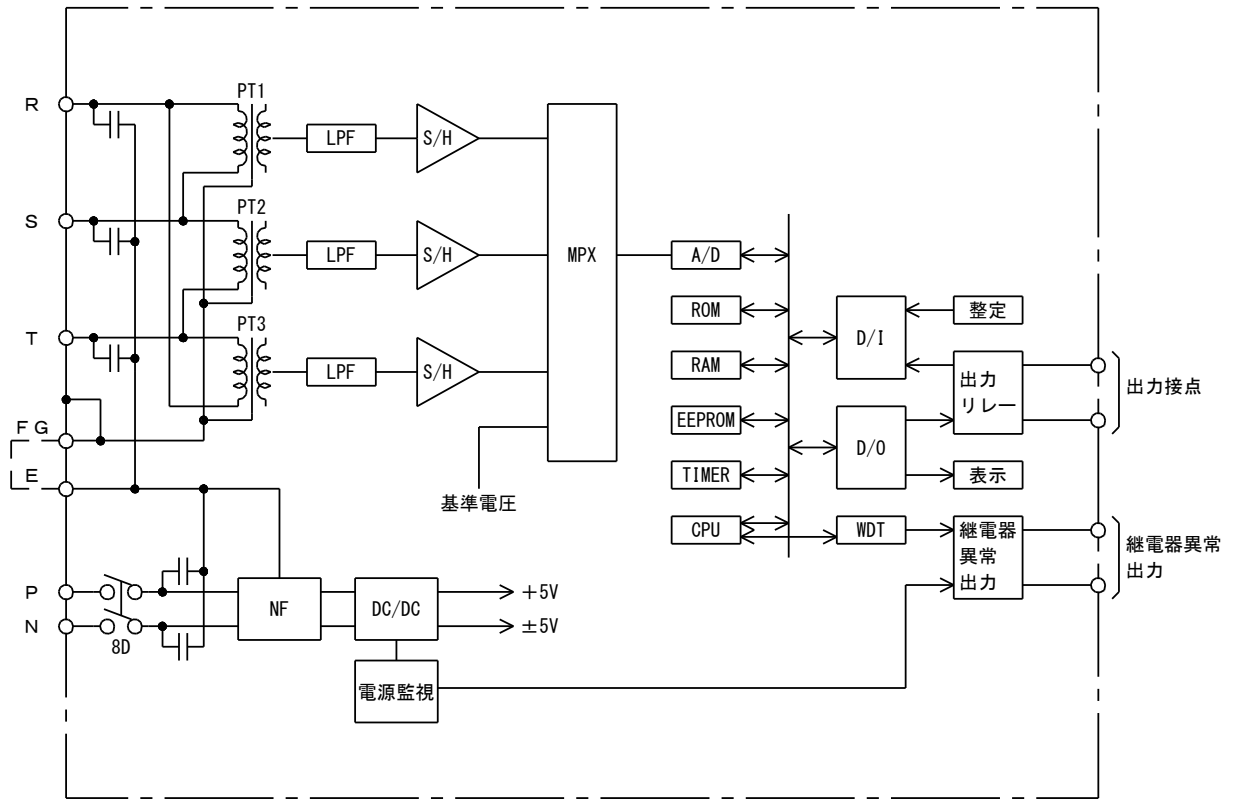 PT1
R
LPF
S/H
PT2
S
LPF
S/H
MPX
A/D
ROM
整定
D/I
PT3
T
LPF
S/H
RAM
出力
リレー
出力接点
FG
EEPROM
D/O
E
TIMER
表示
基準電圧
CPU
WDT
継電器
異常
出力
継電器異常
出力
P
NF
DC/DC
+5V
N
±5V
8D
電源監視